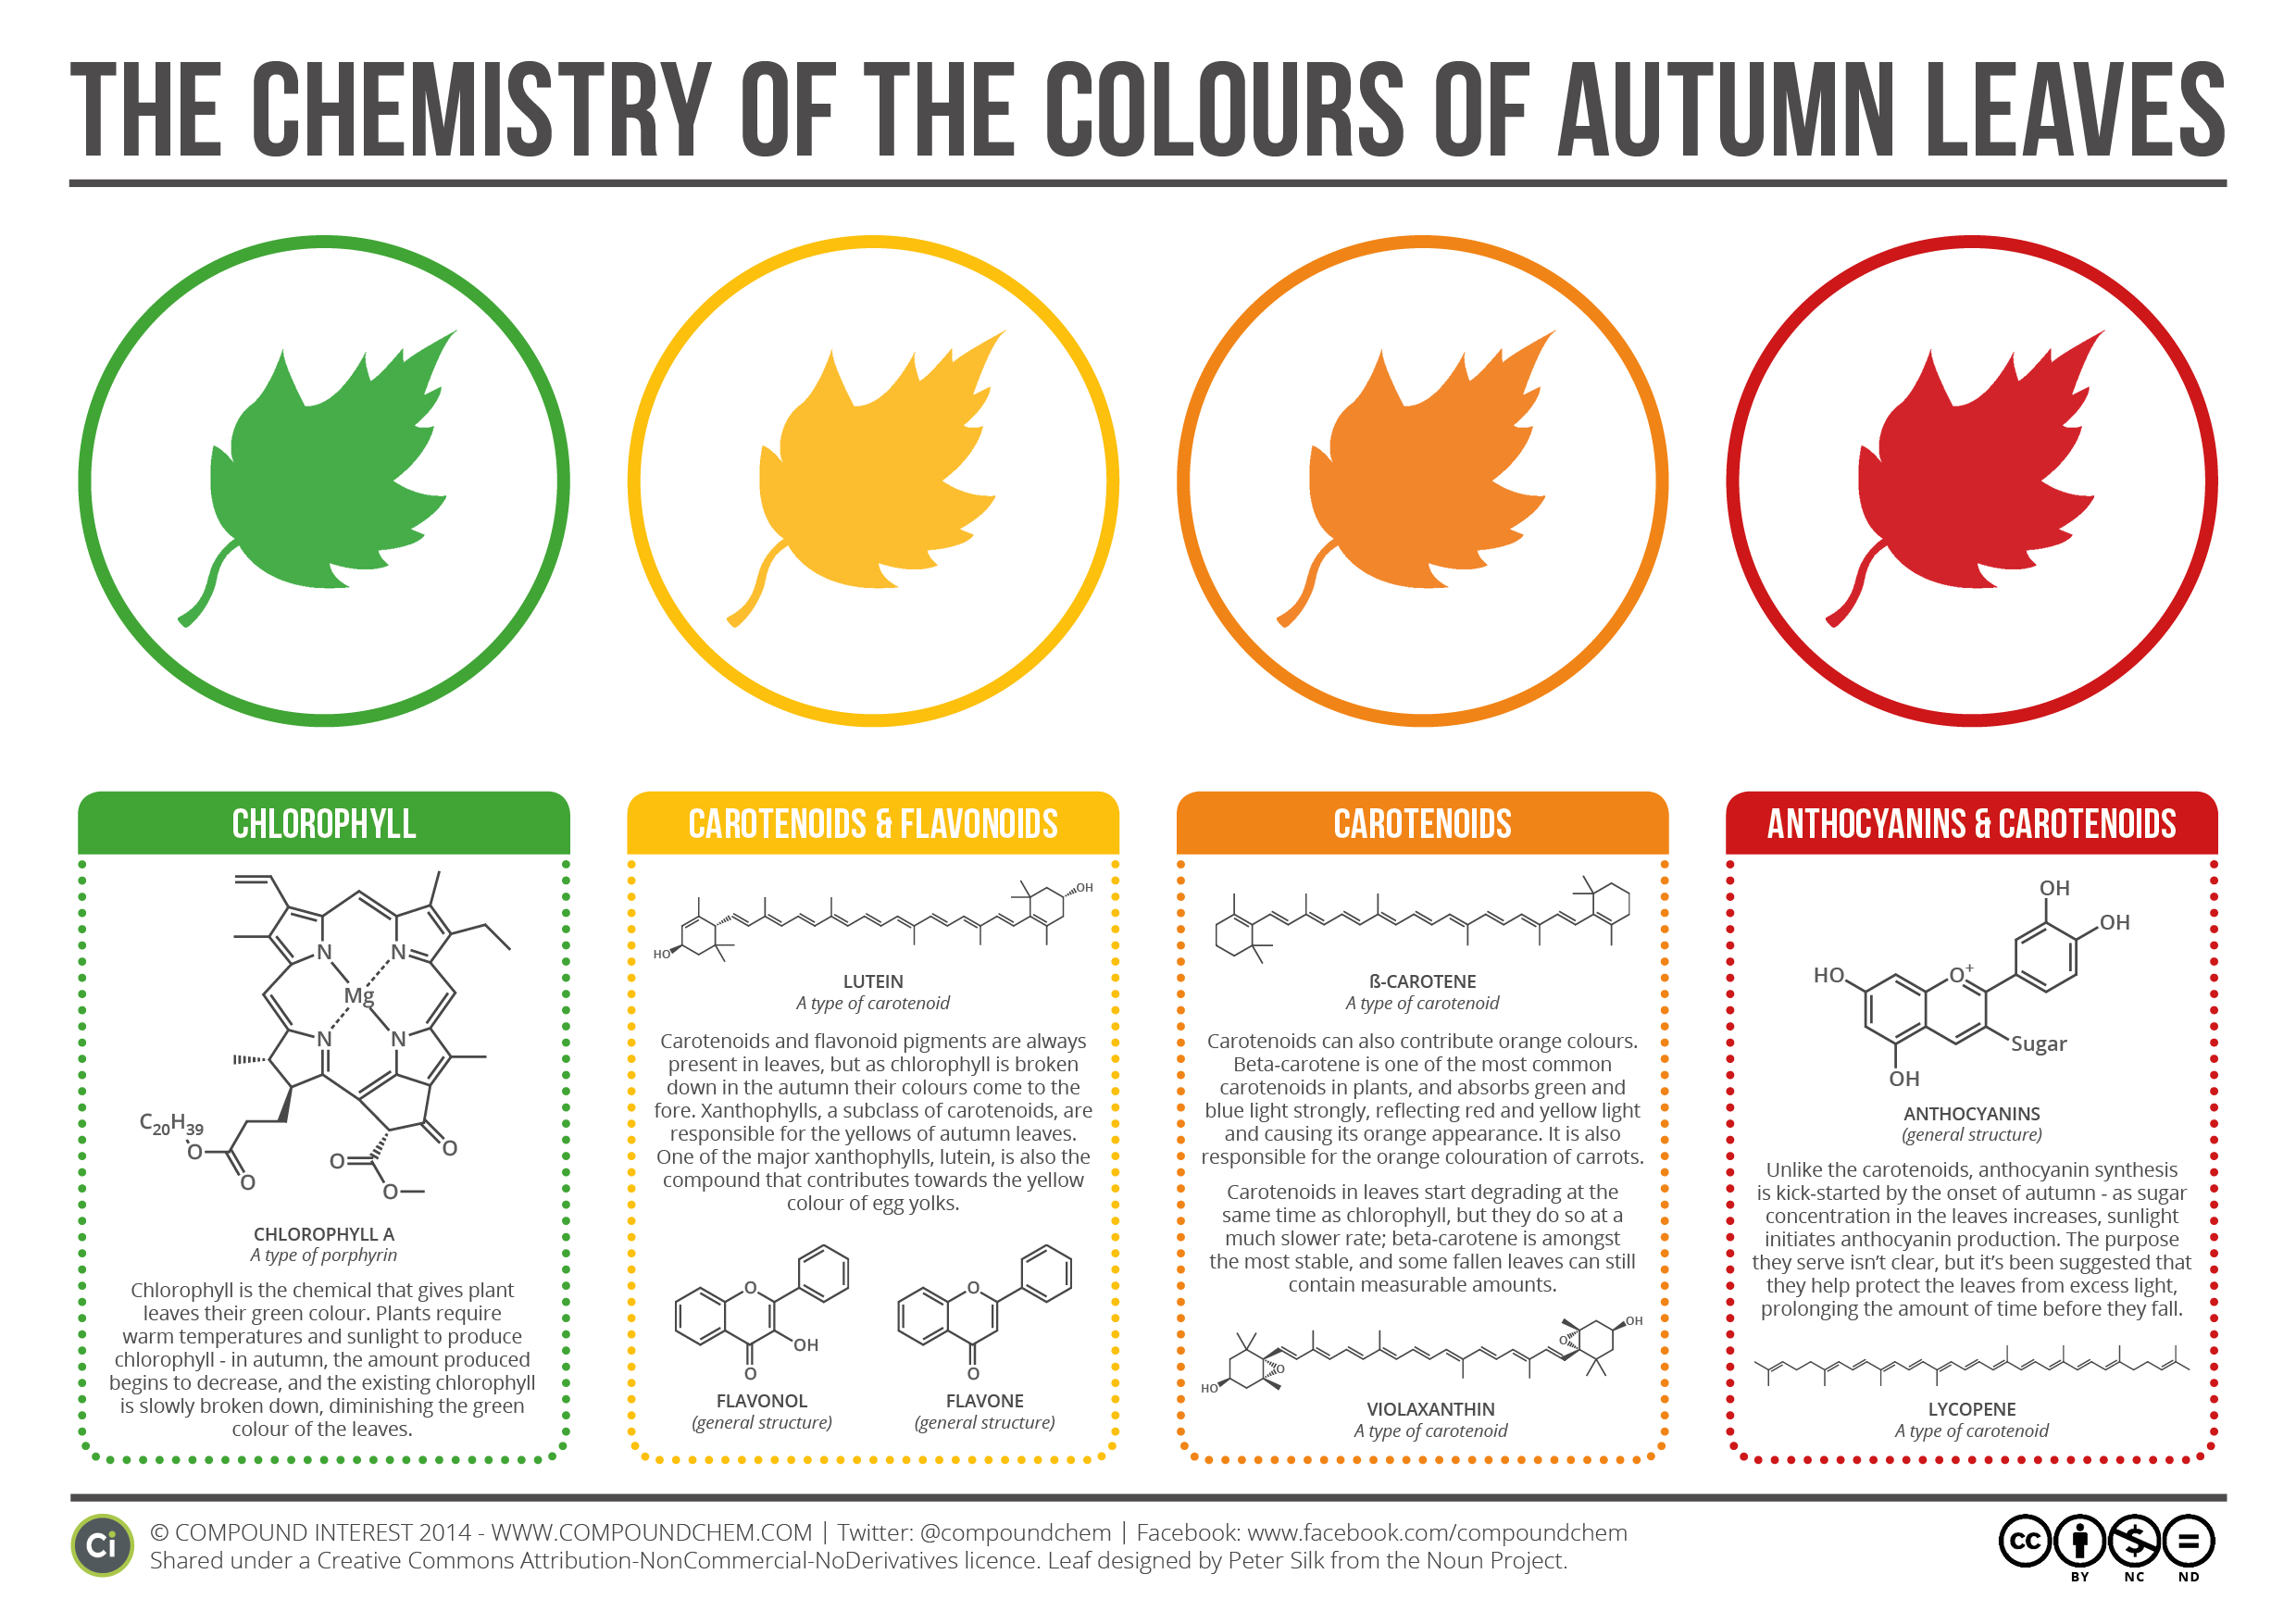 THE CHEMISTRY OF THE COLOURS OF AUTUMN LEAVES
CHLOROPHYLL
N
N
Mg
N
N
C20H39
O
O
O
O
O
CHLOROPHYLL A
A type of porphyrin
Chlorophyll is the chemical that gives plant
leaves their green colour. Plants require
warm temperatures and sunlight to produce
chlorophyll - in autumn, the amount produced
begins to decrease, and the existing chlorophyll
is slowly broken down, diminishing the green
colour of the leaves.
CAROTENOIDS & FLAVONOIDS
OH
HO
LUTEIN
A type of carotenoid
Carotenoids and flavonoid pigments are always
present in leaves, but as chlorophyll is broken
down in the autumn their colours come to the
fore. Xanthophylls, a subclass of carotenoids, are
responsible for the yellows of autumn leaves.
One of the major xanthophylls, lutein, is also the
compound that contributes towards the yellow
colour of egg yolks.
O
OH
O
FLAVONOL
(general structure)
O
O
FLAVONE
(general structure)
CAROTENOIDS
ß-CAROTENE
A type of carotenoid
Carotenoids can also contribute orange colours.
Beta-carotene is one of the most common
carotenoids in plants, and absorbs green and
blue light strongly, reflecting red and yellow light
and causing its orange appearance. It is also
responsible for the orange colouration of carrots.
Carotenoids in leaves start degrading at the
same time as chlorophyll, but they do so at a
much slower rate; beta-carotene is amongst
the most stable, and some fallen leaves can still
contain measurable amounts.
OH
O
O
HO
VIOLAXANTHIN
A type of carotenoid
ANTHOCYANINS & CAROTENOIDS
OH
OH
HO
O+
Sugar
OH
ANTHOCYANINS
(general structure)
Unlike the carotenoids, anthocyanin synthesis
is kick-started by the onset of autumn - as sugar
concentration in the leaves increases, sunlight
initiates anthocyanin production. The purpose
they serve isn't clear, but it's been suggested that
they help protect the leaves from excess light,
prolonging the amount of time before they fall.
LYCOPENE
A type of carotenoid
Ci
© COMPOUND INTEREST 2014 - WWW.COMPOUNDCHEM.COM | Twitter: @compoundchem | Facebook: www.facebook.com/compoundchem
Shared under a Creative Commons Attribution-NonCommercial-NoDerivatives licence. Leaf designed by Peter Silk from the Noun Project.
cc
BY NC ND